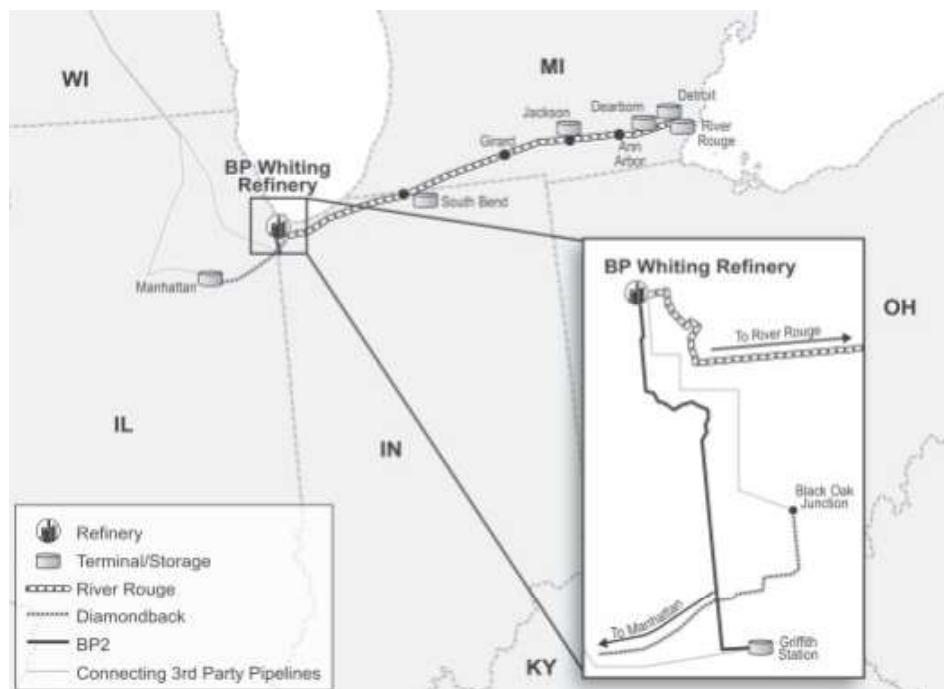 WI
MI
Detroit
Dearborn
Jackson
River
Rouge
Girard
Ann
Arbor
BP Whiting
Refinery
South Bend
Manhattan
BP Whiting Refinery
OH
To River Rouge
IL
IN
Black Oak
Junction
Refinery
Terminal/Storage
River Rouge
Diamondback
BP2
Connecting 3rd Party Pipelines
To Manhattan
Griffith
Station
KY